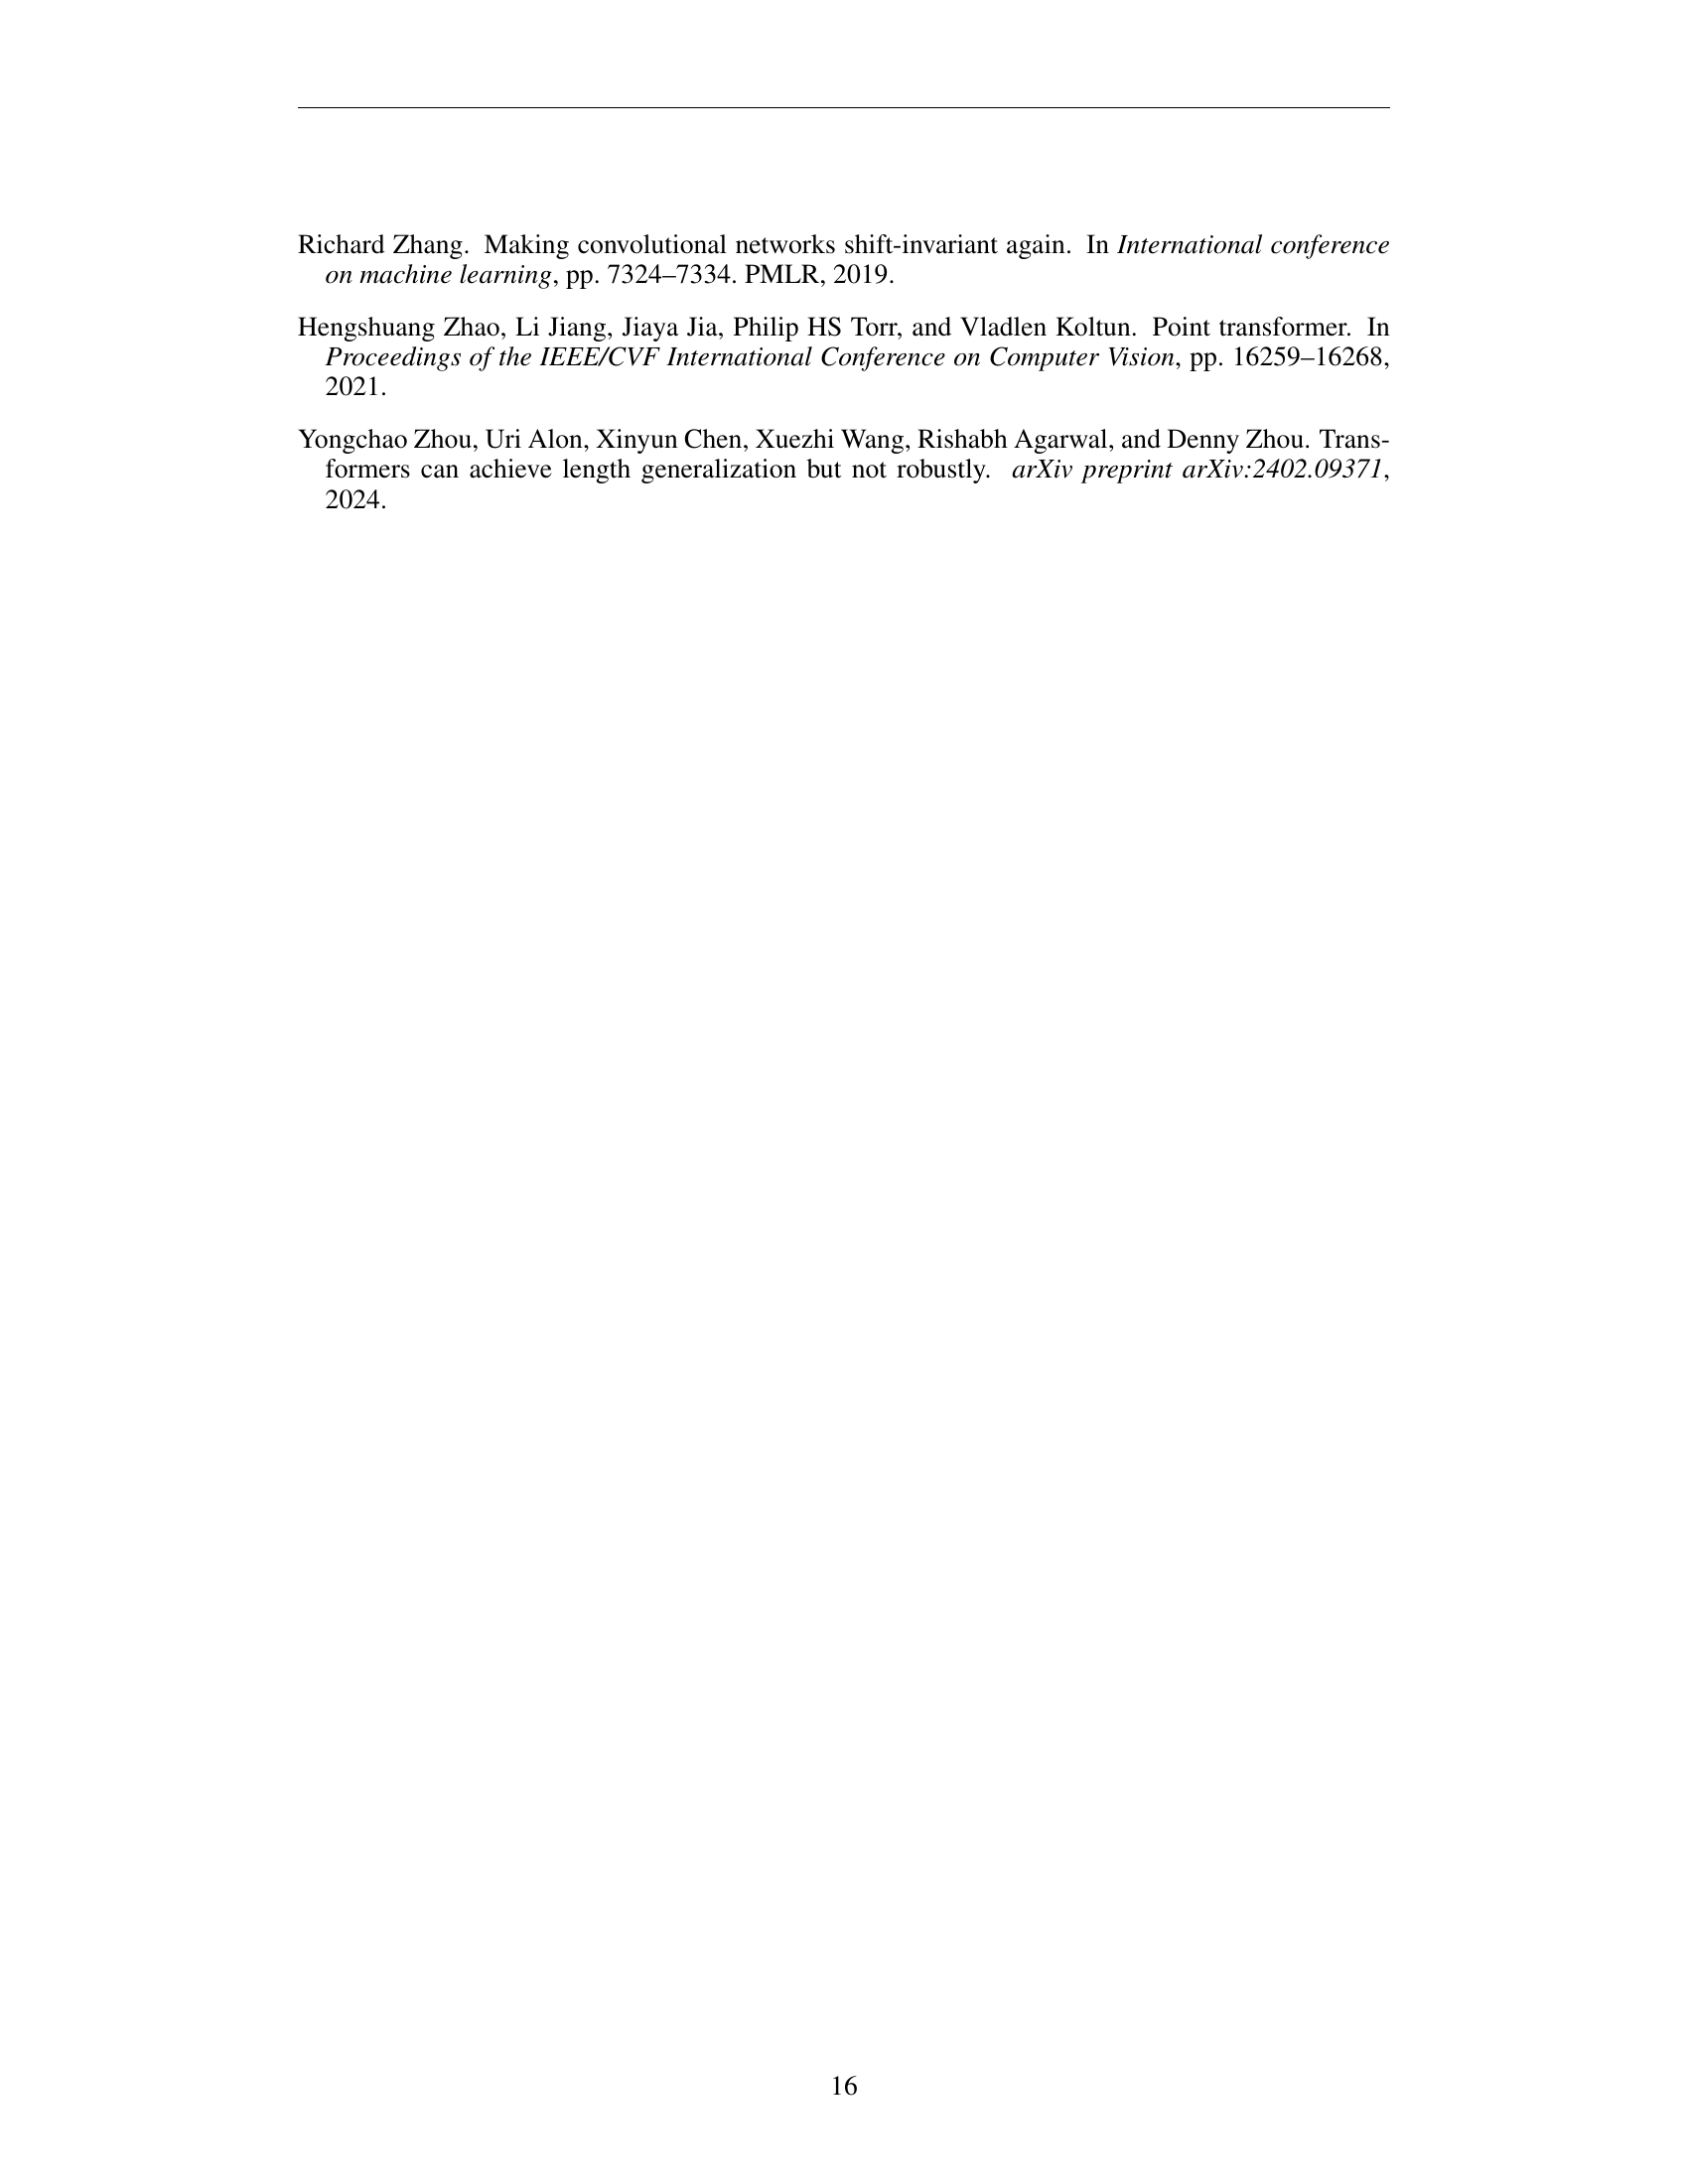 Richard Zhang. Making convolutional networks shift-invariant again. In International conference
on machine learning, pp. 7324–7334. PMLR, 2019.
Hengshuang Zhao, Li Jiang, Jiaya Jia, Philip HS Torr, and Vladlen Koltun. Point transformer. In
Proceedings of the IEEE/CVF International Conference on Computer Vision, pp. 16259–16268,
2021.
Yongchao Zhou, Uri Alon, Xinyun Chen, Xuezhi Wang, Rishabh Agarwal, and Denny Zhou. Trans-
formers can achieve length generalization but not robustly. arXiv preprint arXiv:2402.09371,
2024.
16